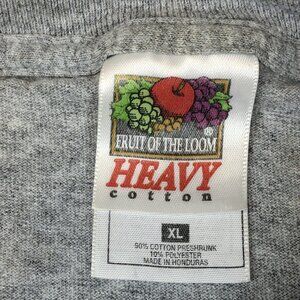 FRUIT OF THE LOOM ®
HEAVY
cotton
XL
90% COTTON PRESHRUNK
10% POLYESTER
MADE IN HONDURAS